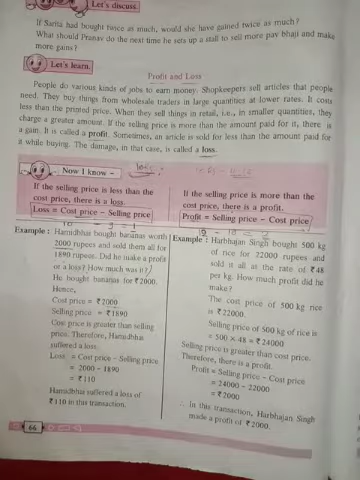 Let's discuss.
If Sarita had bought twice as much, would she have gained twice as much?
What should Pranav do the next time he sets up a stall to sell more pav bhaji and make
more gains?
Let's learn.
Profit and Loss
People do various kinds of jobs to earn money. Shopkeepers sell articles that people
need. They buy things from wholesale traders in large quantities at lower rates. It costs
less than the printed price. When they sell things in retail, i.e., in smaller quantities, they
charge a greater amount. If the selling price is more than the amount paid for it, there is
a gain. It is called a profit. Sometimes, an article is sold for less than the amount paid for
it while buying. The damage, in that case, is called a loss.
Now I know -
If the selling price is less than the
cost price, there is a loss.
Loss = Cost price - Selling price
If the selling price is more than the
cost price, there is a profit.
Profit = Selling price - Cost price
Example : Hamidbhai bought bananas worth
2000 rupees and sold them all for
1890 rupees. Did he make a profit
or a loss? How much was it?
He bought bananas for ₹2000.
Hence,
Cost price = ₹2000
Selling price = ₹1890
Cost price is greater than selling
price. Therefore, Hamidbhai
suffered a loss.
Loss = Cost price - Selling price
= 2000 - 1890
= ₹110
Hamidbhai suffered a loss of
₹110 in this transaction.
Example : Harbhajan Singh bought 500 kg
of rice for 22000 rupees and
sold it all at the rate of ₹48
per kg. How much profit did he
make?
The cost price of 500 kg rice
is ₹22000.
Selling price of 500 kg of rice is
= 500 × 48 = ₹24000
Selling price is greater than cost price.
Therefore, there is a profit.
Profit = Selling price - Cost price
= 24000 - 22000
= ₹2000
∴ In this transaction, Harbhajan Singh
made a profit of ₹2000.
66